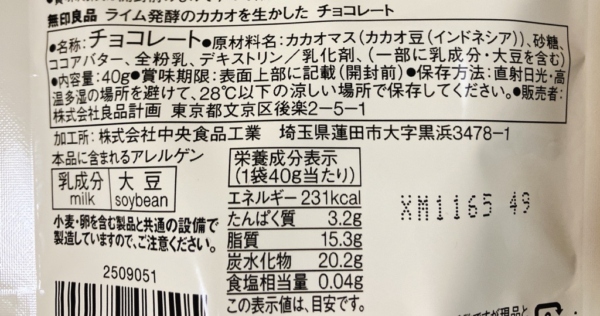 無印良品 ライム発酵のカカオを生かした チョコレート
●名称:チョコレート●原材料名:カカオマス(カカオ豆(インドネシア))、砂糖、
ココアバター、全粉乳、デキストリン/乳化剤、(一部に乳成分・大豆を含む)
●内容量:40g●賞味期限:表面上部に記載(開封前)●保存方法:直射日光・高
温多湿の場所を避けて、28℃以下の涼しい場所で保存してください。●販売者:
株式会社良品計画 東京都文京区後楽2-5-1
加工所:株式会社中央食品工業 埼玉県蓮田市大字黒浜3478-1
本品に含まれるアレルゲン
乳成分 大豆
milk soybean
小麦・卵を含む製品と共通の設備で
製造していますので、ご注意ください。
2509051
栄養成分表示
(1袋40g当たり)
エネルギー 231kcal
たんぱく質 3.2g
脂質 15.3g
炭水化物 20.2g
食塩相当量 0.04g
この表示値は、目安です。
XM1165 49